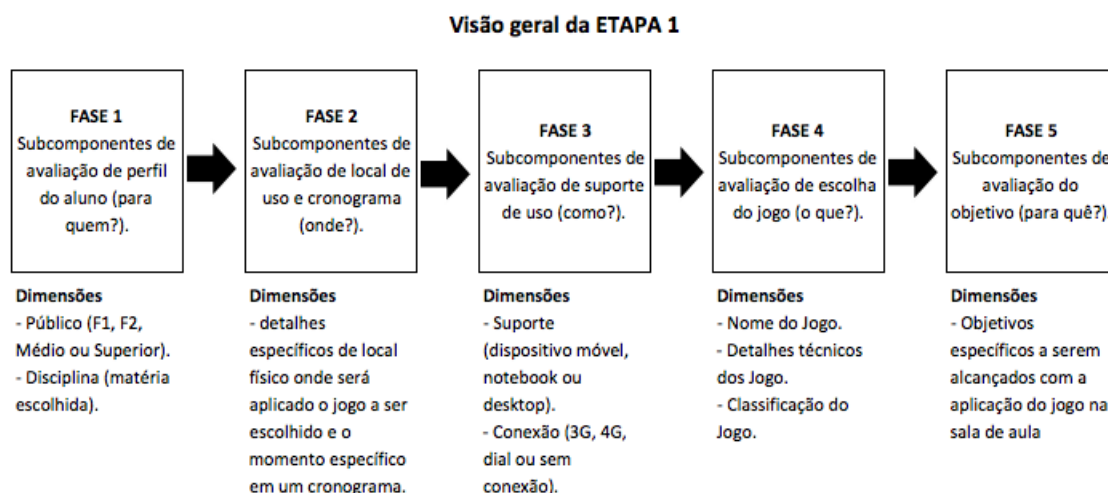 Visão geral da ETAPA 1
FASE 1
Subcomponentes de
avaliação de perfil
do aluno (para
quem?).
FASE 2
Subcomponentes de
avaliação de local de
uso e cronograma
(onde?).
FASE 3
Subcomponentes de
avaliação de suporte
de uso (como?).
FASE 4
Subcomponentes de
avaliação de escolha
do jogo (o que?).
FASE 5
Subcomponentes de
avaliação do
objetivo (para quê?).
Dimensões
- Público (F1, F2,
Médio ou Superior).
- Disciplina (matéria
escolhida).
Dimensões
- detalhes
específicos de local
físico onde será
aplicado o jogo a ser
escolhido e o
momento específico
em um cronograma.
Dimensões
- Suporte
(dispositivo móvel,
notebook ou
desktop).
- Conexão (3G, 4G,
dial ou sem
conexão).
Dimensões
- Nome do Jogo.
- Detalhes técnicos
dos Jogo.
- Classificação do
Jogo.
Dimensões
- Objetivos
específicos a serem
alcançados com a
aplicação do jogo na
sala de aula